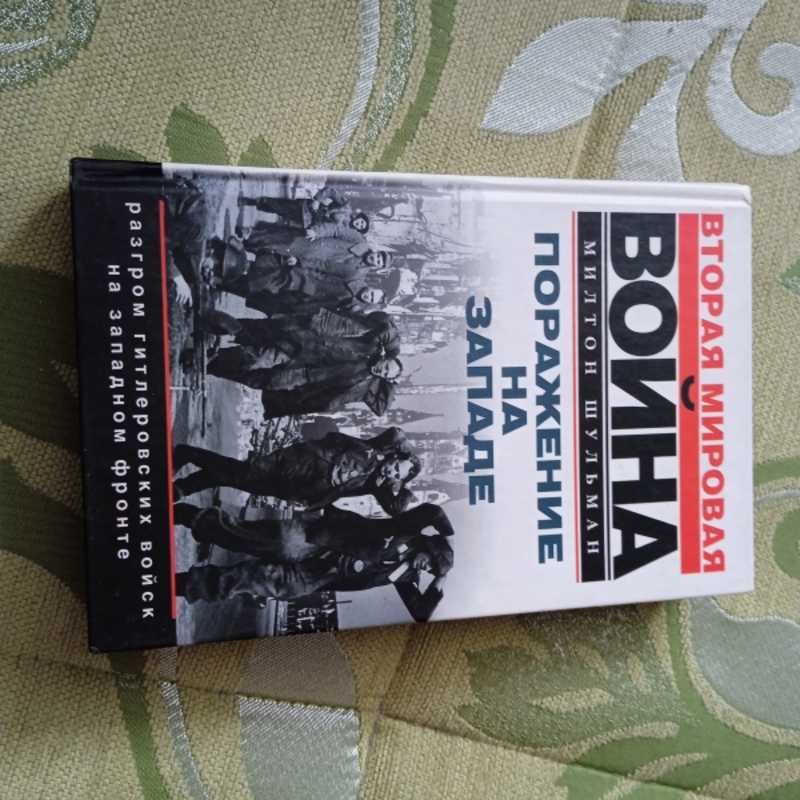 ВТОРАЯ МИРОВАЯ
ВОЙНА
МИЛТОН ШУЛЬМАН
ПОРАЖЕНИЕ
НА
ЗАПАДЕ
разгром гитлеровских войск
на западном фронте